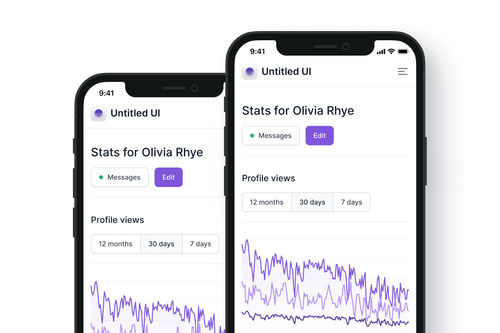 9:41
Untitled UI
Stats for Olivia Rhye
Messages
Edit
Profile views
12 months
30 days
7 days
9:41
Untitled UI
Stats for Olivia Rhye
Messages
Edit
Profile views
12 months
30 days
7 days